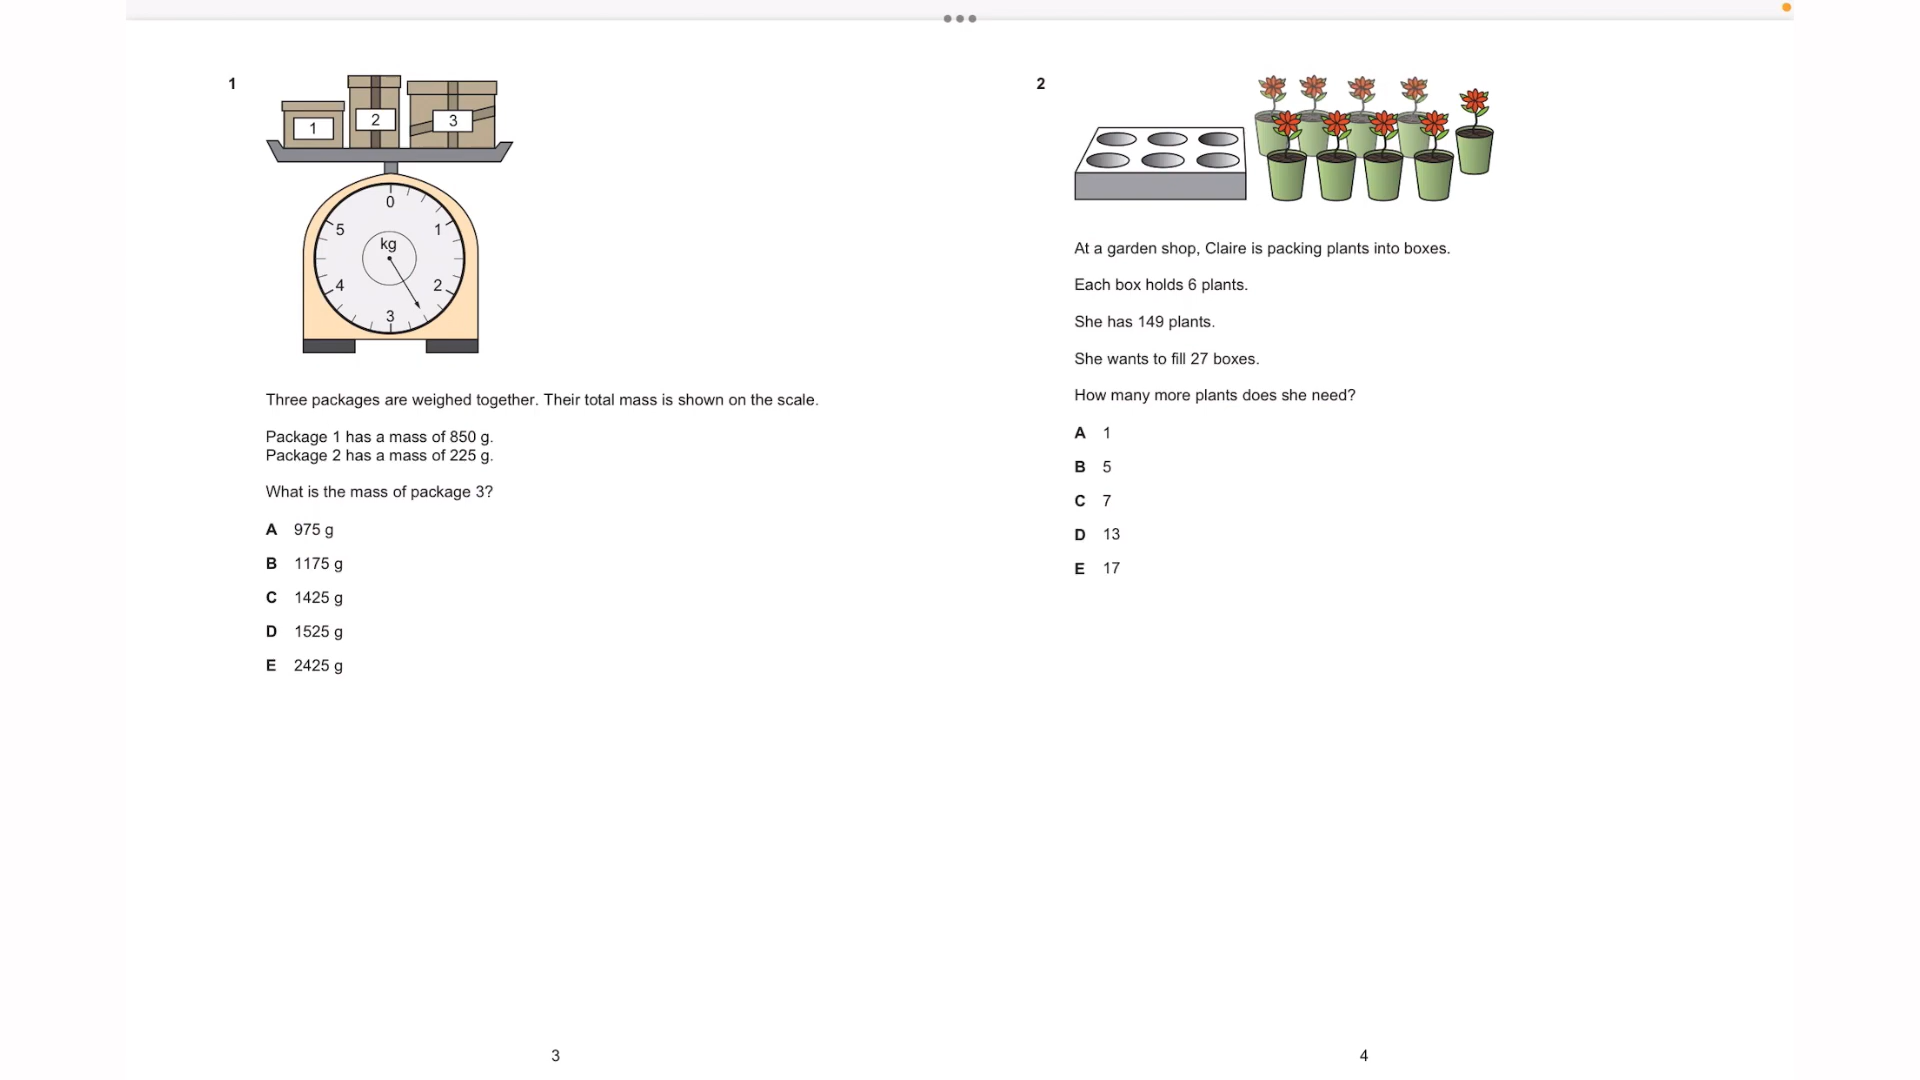 1
1
2
3
0
5
1
kg
4
2
3
Three packages are weighed together. Their total mass is shown on the scale.
Package 1 has a mass of 850 g.
Package 2 has a mass of 225 g.
What is the mass of package 3?
A 975 g
B 1175 g
C 1425 g
D 1525 g
E 2425 g
3
2
At a garden shop, Claire is packing plants into boxes.
Each box holds 6 plants.
She has 149 plants.
She wants to fill 27 boxes.
How many more plants does she need?
A 1
B 5
C 7
D 13
E 17
4